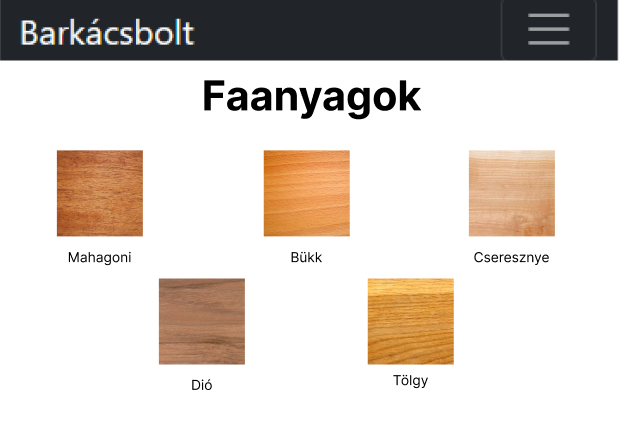 Barkácsbolt
Faanyagok
Mahagoni
Bükk
Cseresznye
Dió
Tölgy